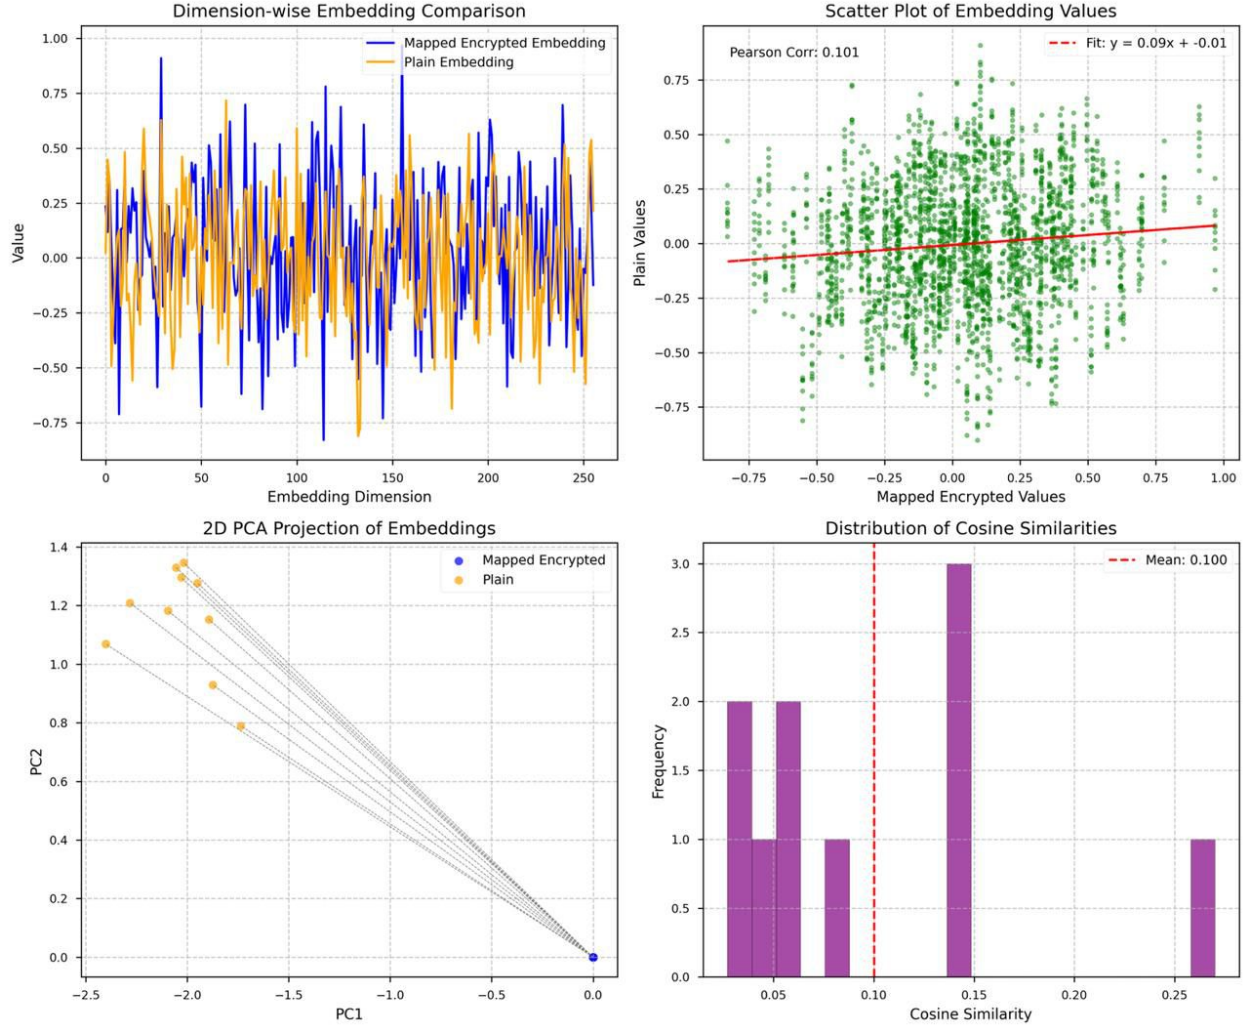 Dimension-wise Embedding Comparison
1.00
0.75
0.50
0.25
0.00
−0.25
−0.50
−0.75
Value
Mapped Encrypted Embedding
Plain Embedding
0 50 100 150 200 250
Embedding Dimension
Scatter Plot of Embedding Values
Pearson Corr: 0.101
Fit: y = 0.09x + -0.01
0.75
0.50
0.25
0.00
−0.25
−0.50
−0.75
Plain Values
−0.75 −0.50 −0.25 0.00 0.25 0.50 0.75 1.00
Mapped Encrypted Values
2D PCA Projection of Embeddings
1.4
1.2
1.0
0.8
0.6
0.4
0.2
0.0
PC2
Mapped Encrypted
Plain
−2.5 −2.0 −1.5 −1.0 −0.5 0.0
PC1
Distribution of Cosine Similarities
Mean: 0.100
3.0
2.5
2.0
1.5
1.0
0.5
0.0
Frequency
0.05 0.10 0.15 0.20 0.25
Cosine Similarity